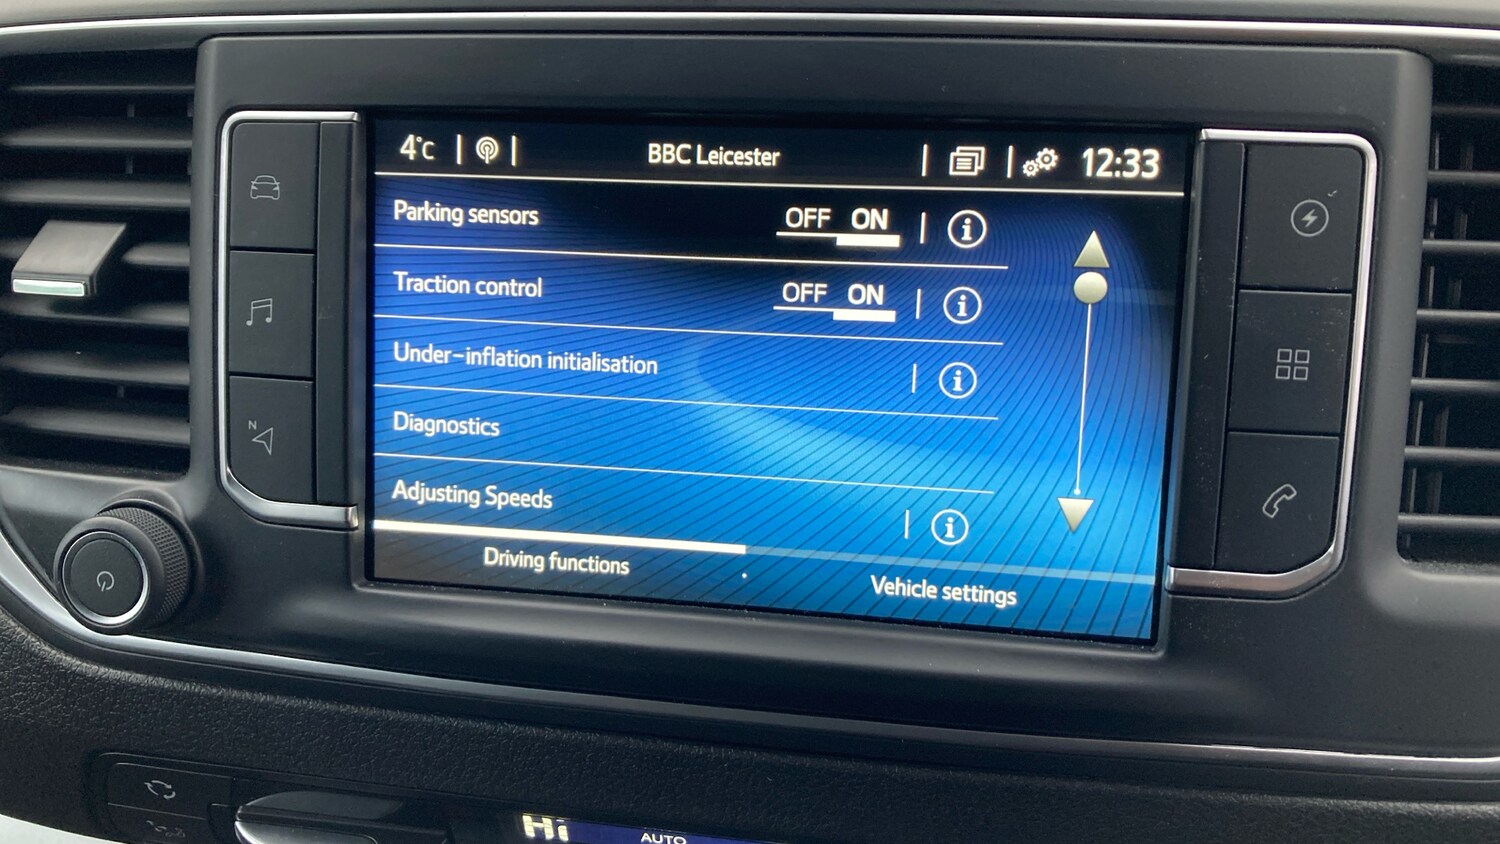 4°C BBC Leicester 12:33
Parking sensors OFF ON
Traction control OFF ON
Under-inflation initialisation
Diagnostics
Adjusting Speeds
Driving functions Vehicle settings
N
Hi AUTO